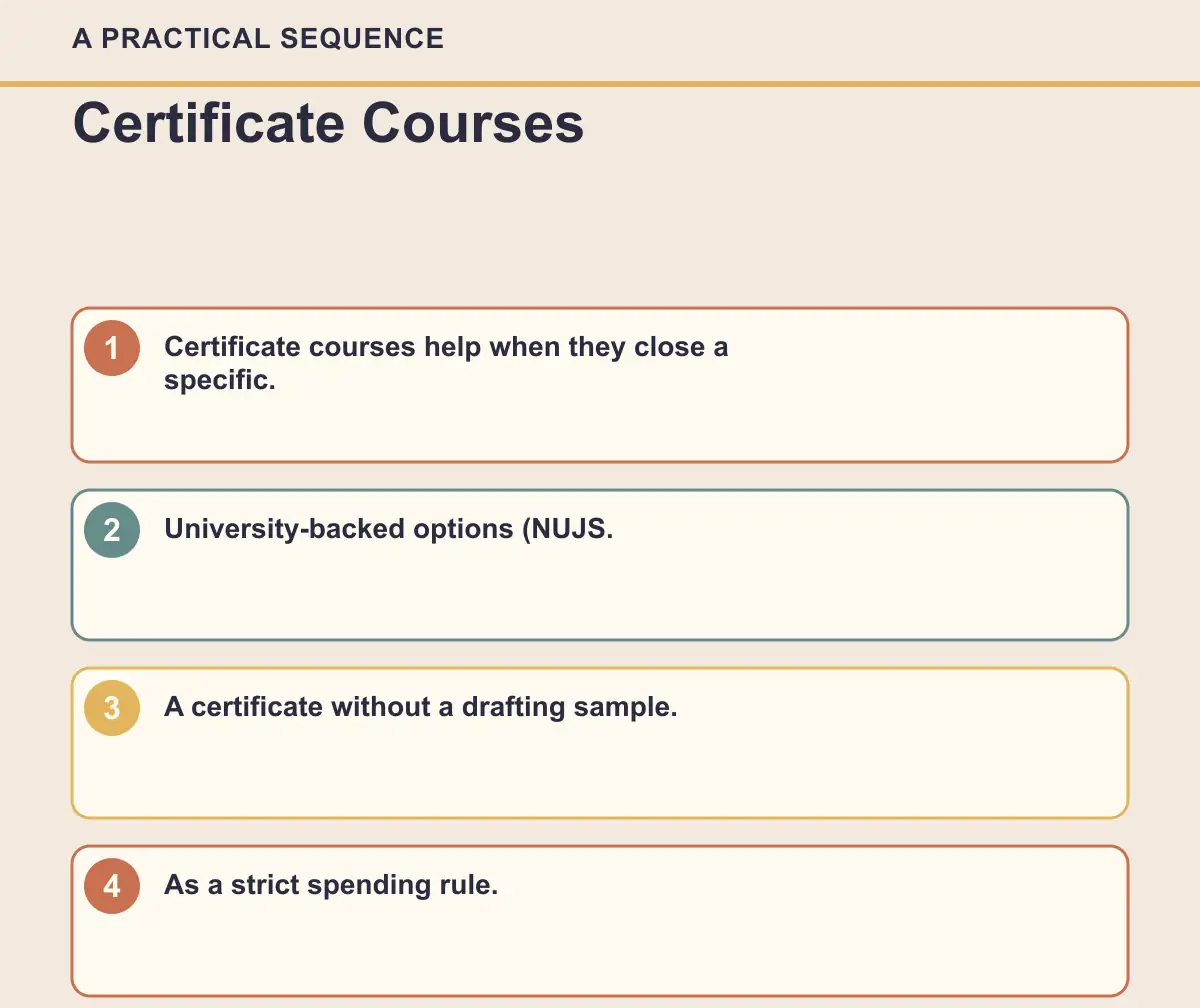 A PRACTICAL SEQUENCE
Certificate Courses
1
Certificate courses help when they close a
specific.
2
University-backed options (NUJS.
3
A certificate without a drafting sample.
4
As a strict spending rule.